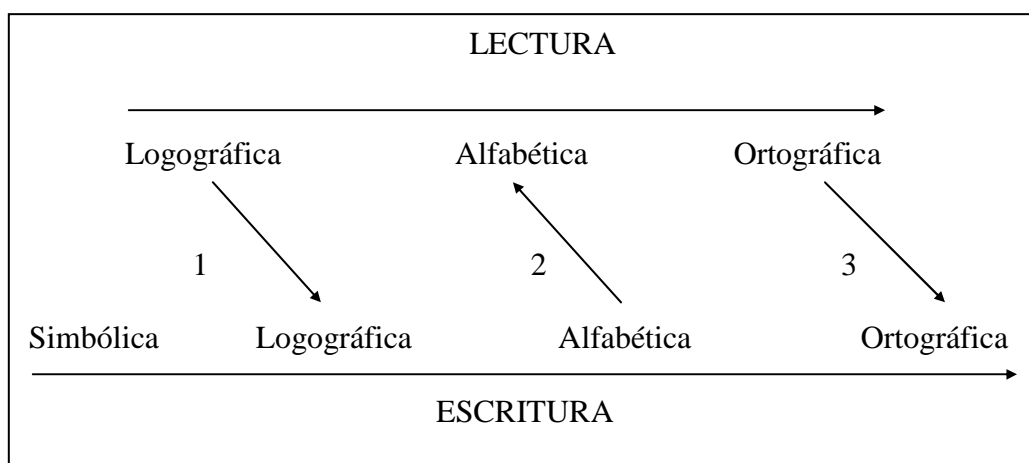 LECTURA
Logográfica Alfabética Ortográfica
1 2 3
Simbólica Logográfica Alfabética Ortográfica
ESCRITURA